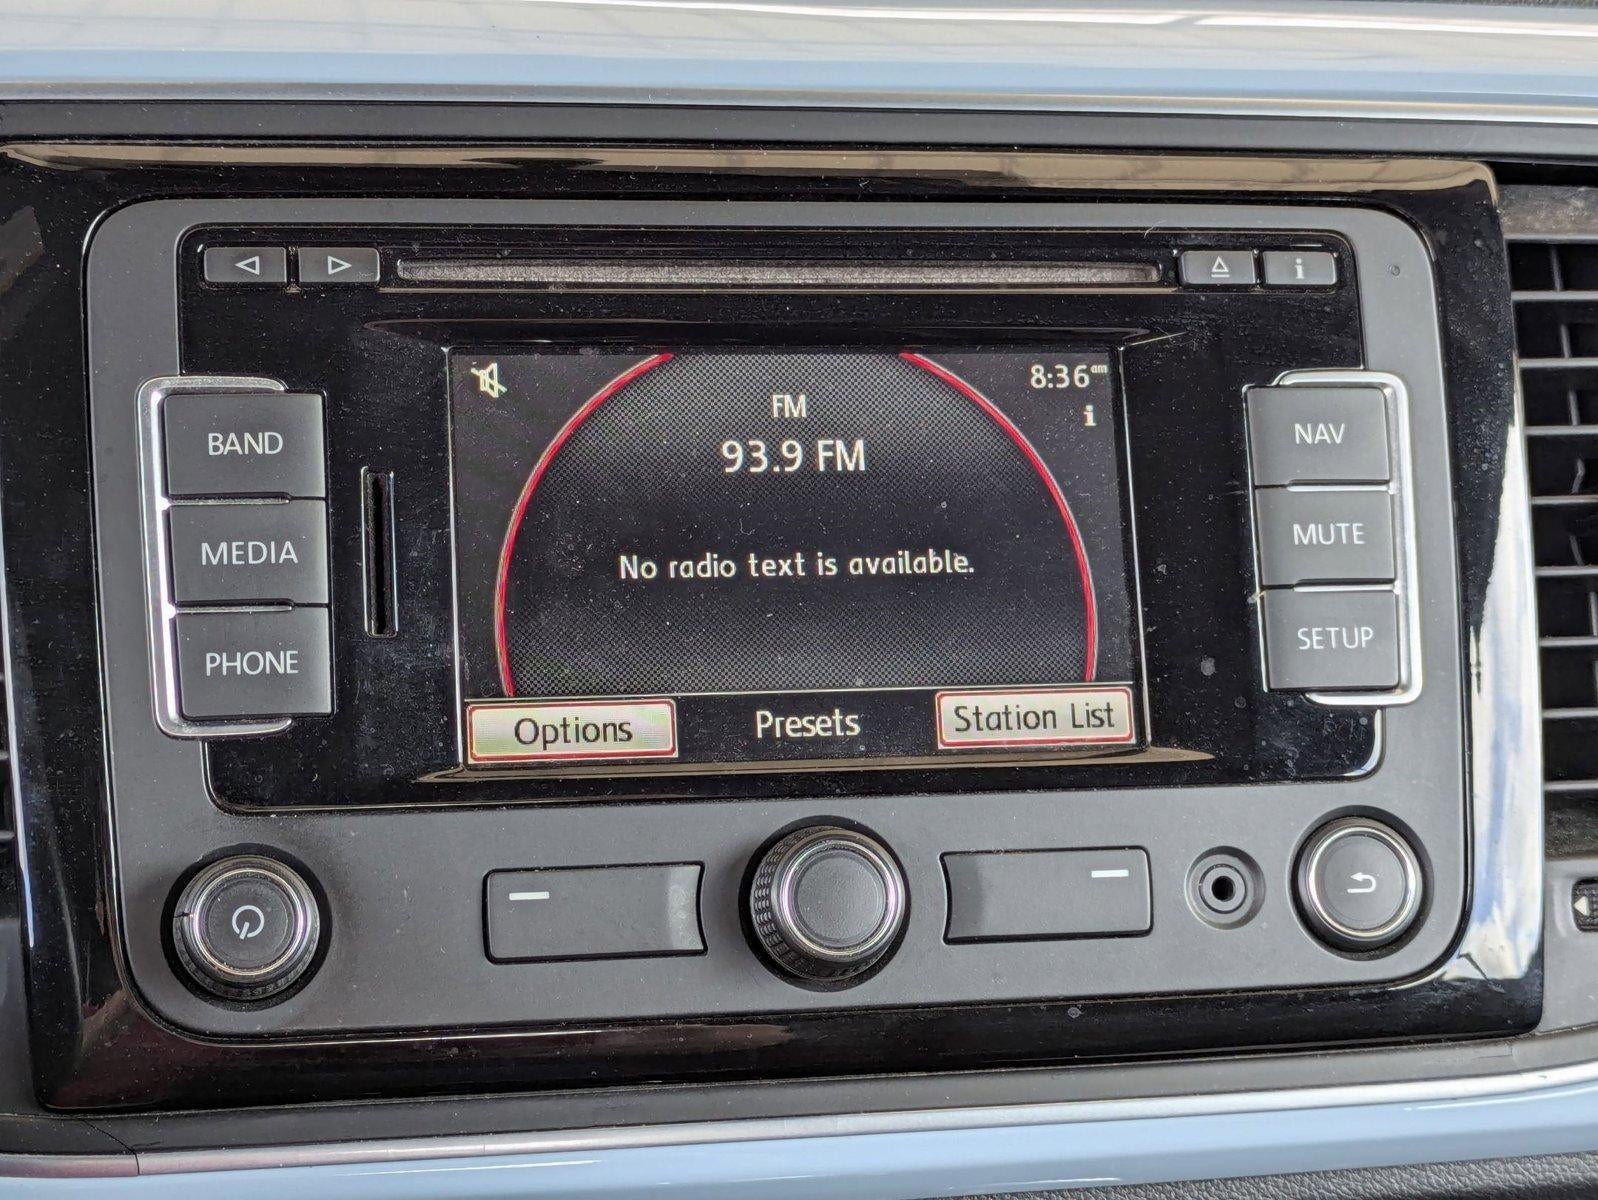 8:36 am
FM
93.9 FM
No radio text is available.
Options
Presets
Station List
BAND
MEDIA
PHONE
NAV
MUTE
SETUP
i
i